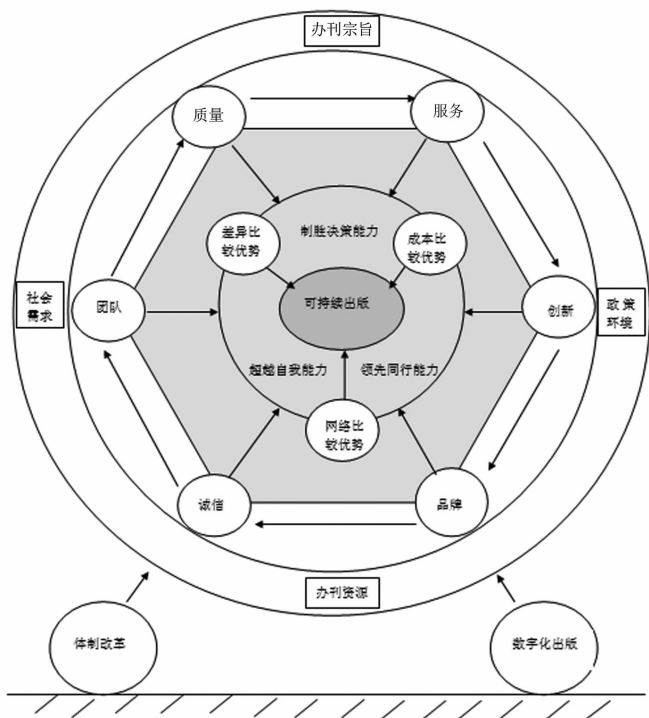 办刊宗旨
质量
服务
差异比
较优势
制胜决策能力
成本比
较优势
社会
需求
团队
可持续出版
创新
政策
环境
超越自我能力
领先同行能力
网络比
较优势
诚信
品牌
办刊资源
体制改革
数字化出版